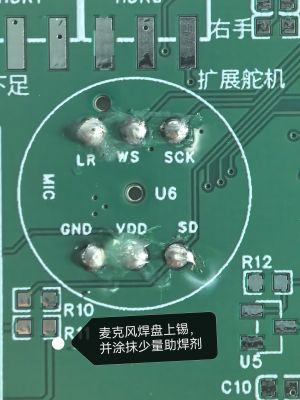 右手
不足
扩展舵机
LR WS SCK
MIC
U6
GND VDD SD
R12
R10
麦克风焊盘上锡，
并涂抹少量助焊剂
U5
C10